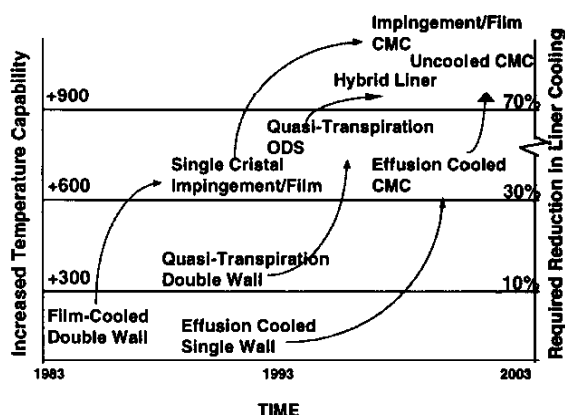 Impingement/Film
CMC
Uncooled CMC
Hybrid Liner
+900
70%
Quasi-Transpiration
ODS
Single Cristal
Impingement/Film
Effusion Cooled
CMC
+600
30%
Quasi-Transpiration
Double Wall
+300
10%
Film-Cooled
Double Wall
Effusion Cooled
Single Wall
1983
1993
2003
TIME
Increased Temperature Capability
Required Reduction in Liner Cooling